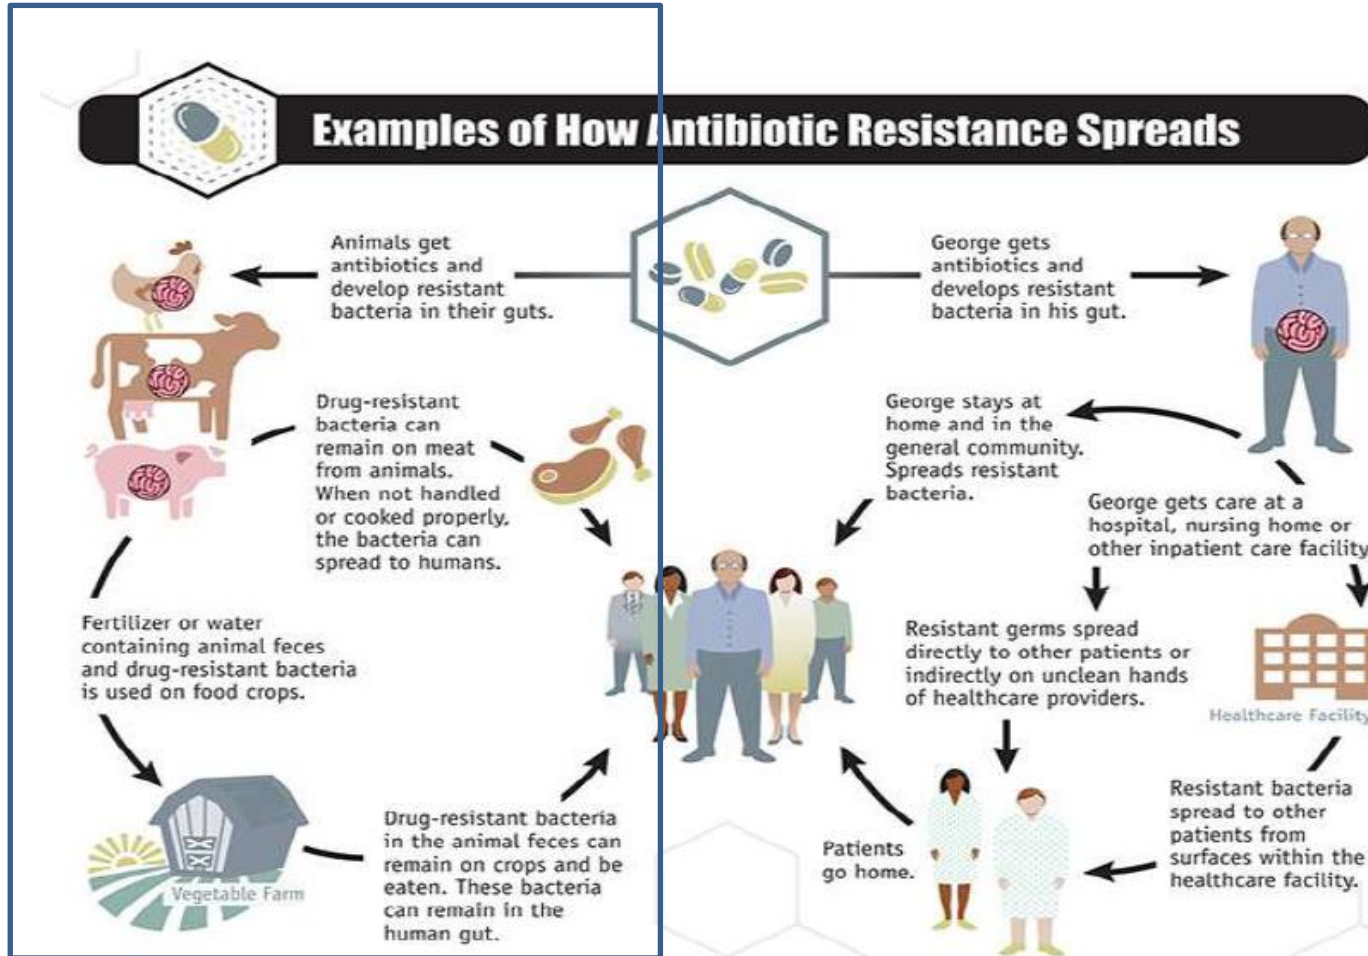 Examples of How Antibiotic Resistance Spreads
Animals get
antibiotics and
develop resistant
bacteria in their guts.
Drug-resistant
bacteria can
remain on meat
from animals.
When not handled
or cooked properly,
the bacteria can
spread to humans.
Fertilizer or water
containing animal feces
and drug-resistant bacteria
is used on food crops.
Vegetable Farm
Drug-resistant bacteria
in the animal feces can
remain on crops and be
eaten. These bacteria
can remain in the
human gut.
George gets
antibiotics and
develops resistant
bacteria in his gut.
George stays at
home and in the
general community.
Spreads resistant
bacteria.
George gets care at a
hospital, nursing home or
other inpatient care facility
Resistant germs spread
directly to other patients or
indirectly on unclean hands
of healthcare providers.
Healthcare Facility
Resistant bacteria
spread to other
patients from
surfaces within the
healthcare facility.
Patients
go home.